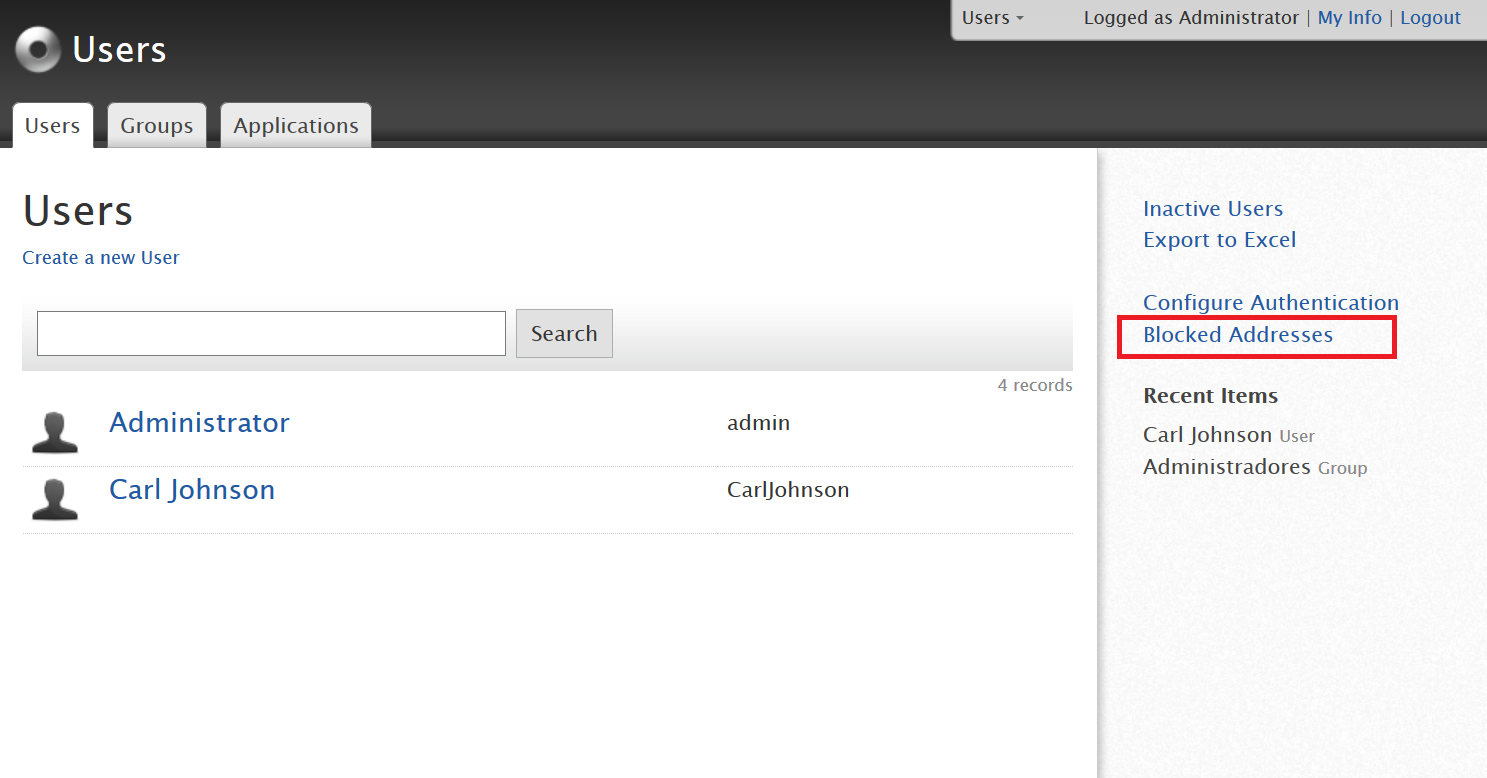 Users
Logged as Administrator | My Info | Logout
Users
Users
Groups
Applications
Users
Create a new User
Search
4 records
Administrator
admin
Carl Johnson
CarlJohnson
Inactive Users
Export to Excel
Configure Authentication
Blocked Addresses
Recent Items
Carl Johnson User
Administradores Group